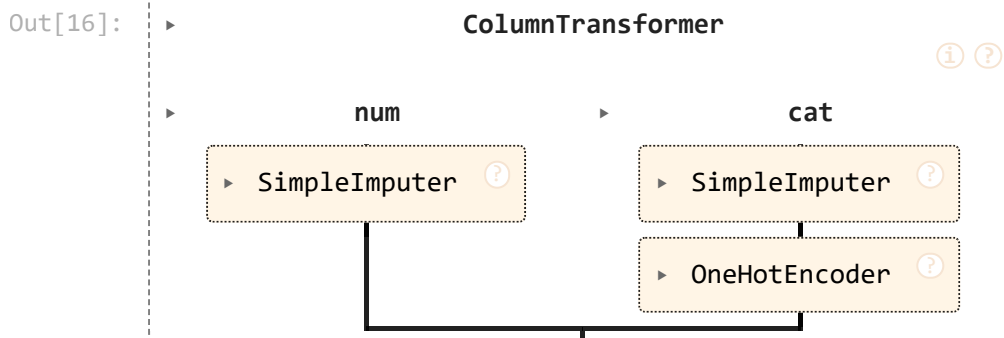 Out[16]: ▸ ColumnTransformer
i ?
▸ num ▸ cat
▸ SimpleImputer ? ▸ SimpleImputer ?
▸ OneHotEncoder ?